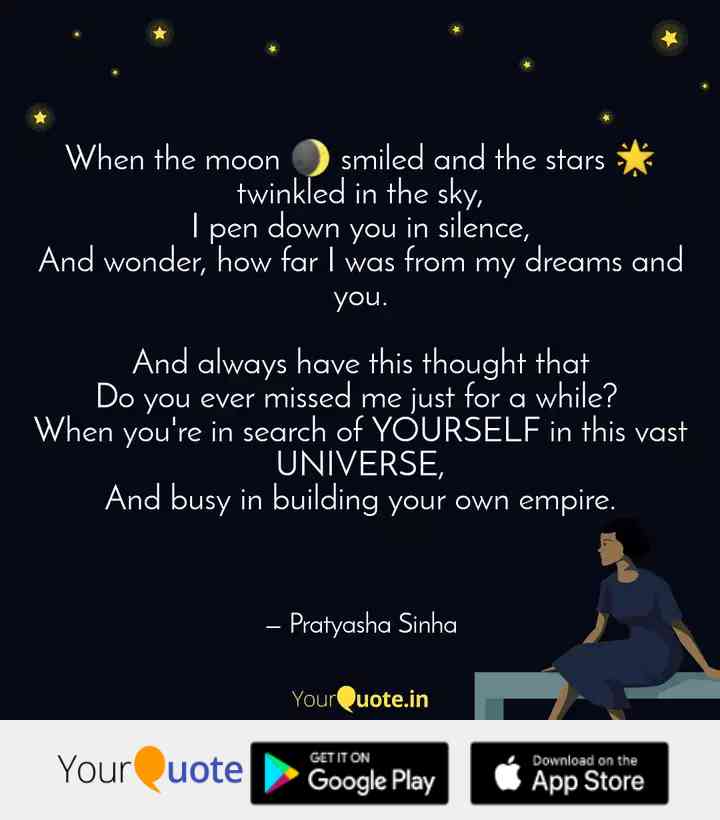 When the moon 🌒 smiled and the stars 🌟
twinkled in the sky,
I pen down you in silence,
And wonder, how far I was from my dreams and
you.
And always have this thought that
Do you ever missed me just for a while?
When you're in search of YOURSELF in this vast
UNIVERSE,
And busy in building your own empire.
– Pratyasha Sinha
YourQuote.in
YourQuote
GET IT ON
Google Play
Download on the
App Store